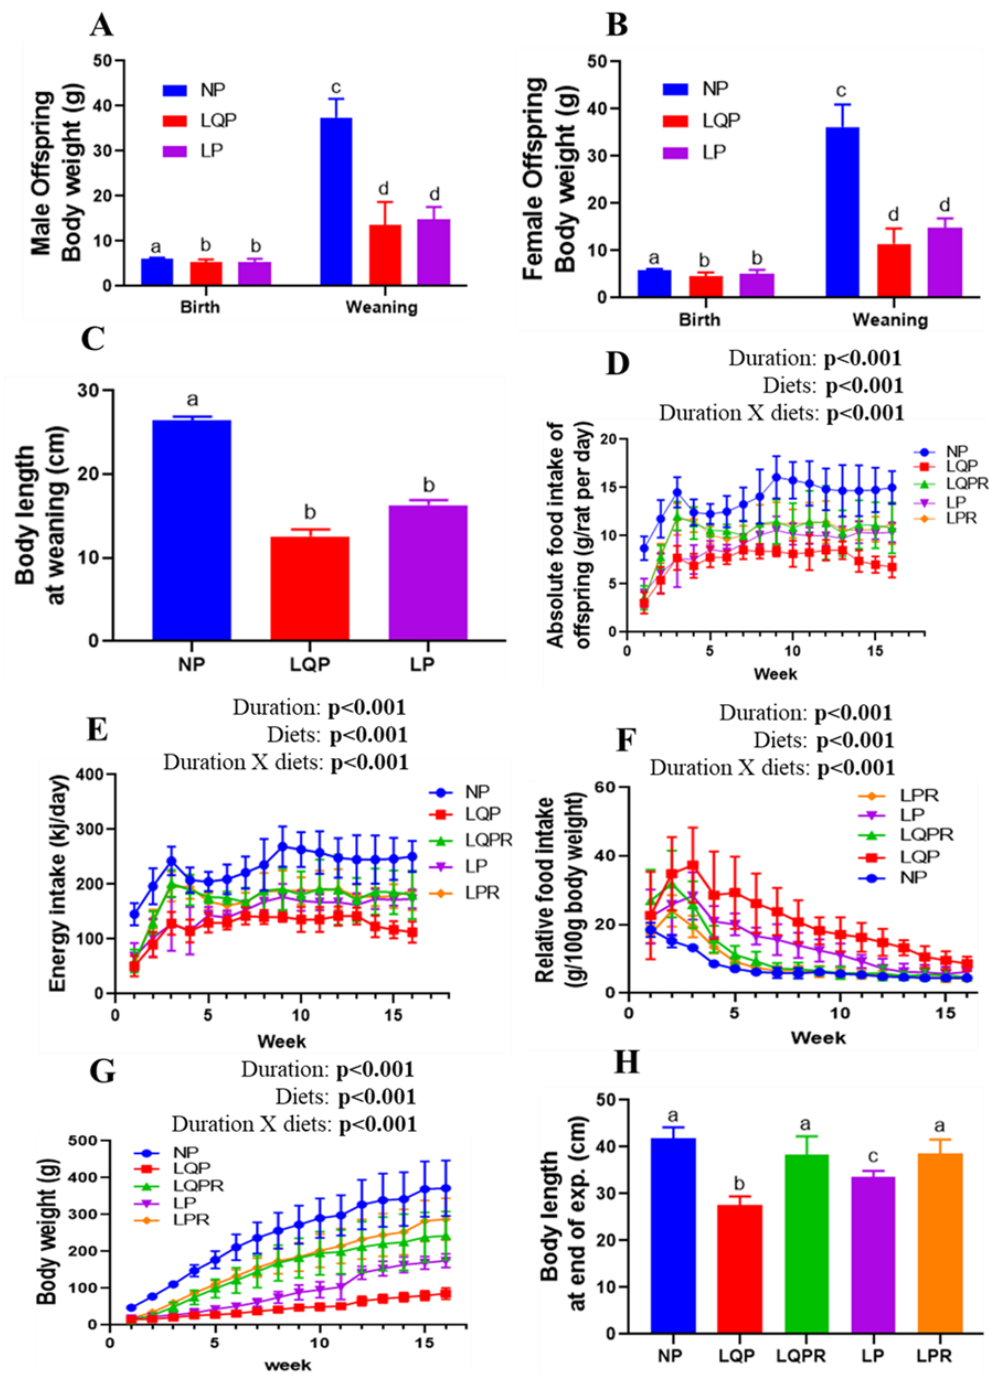 A
Male Offspring
Body weight (g)
50
40
30
20
10
0
NP
LQP
LP
a
b
b
c
d
d
Birth
Weaning
B
Female Offspring
Body weight (g)
50
40
30
20
10
0
NP
LQP
LP
a
b
b
c
d
d
Birth
Weaning
C
Body length
at weaning (cm)
30
20
10
0
a
b
b
NP
LQP
LP
D
Duration: p<0.001
Diets: p<0.001
Duration X diets: p<0.001
Absolute food intake of
offspring (g/rat per day)
20
15
10
5
0
NP
LQP
LQPR
LP
LPR
0
5
10
15
Week
E
Duration: p<0.001
Diets: p<0.001
Duration X diets: p<0.001
Energy intake (kj/day)
400
300
200
100
0
NP
LQP
LQPR
LP
LPR
0
5
10
15
Week
F
Duration: p<0.001
Diets: p<0.001
Duration X diets: p<0.001
Relative food intake
(g/100g body weight)
60
40
20
0
LPR
LP
LQPR
LQP
NP
0
5
10
15
Week
G
Duration: p<0.001
Diets: p<0.001
Duration X diets: p<0.001
Body weight (g)
500
400
300
200
100
0
NP
LQP
LQPR
LP
LPR
0
5
10
15
week
H
Body length
at end of exp. (cm)
50
40
30
20
10
0
a
b
a
c
a
NP
LQP
LQPR
LP
LPR